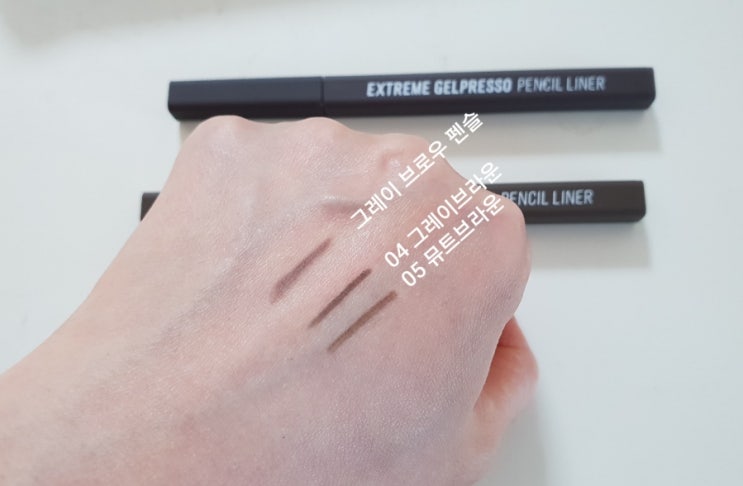 EXTREME GELPRESSO PENCIL LINER
PENCIL LINER
그레이 브로우 펜슬
04 그레이브라운
05 뮤트브라운